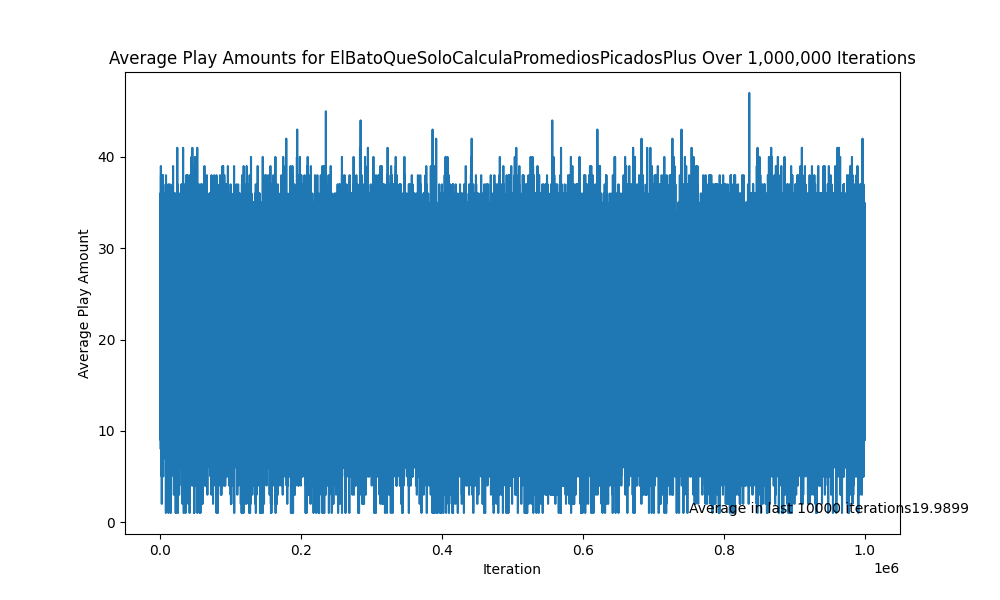 Average Play Amounts for ElBatoQueSoloCalculaPromediosPicadosPlus Over 1,000,000 Iterations
Average Play Amount
40
30
20
10
0
Average in last 10000 iterations19.9899
0.0 0.2 0.4 0.6 0.8 1.0
Iteration
1e6